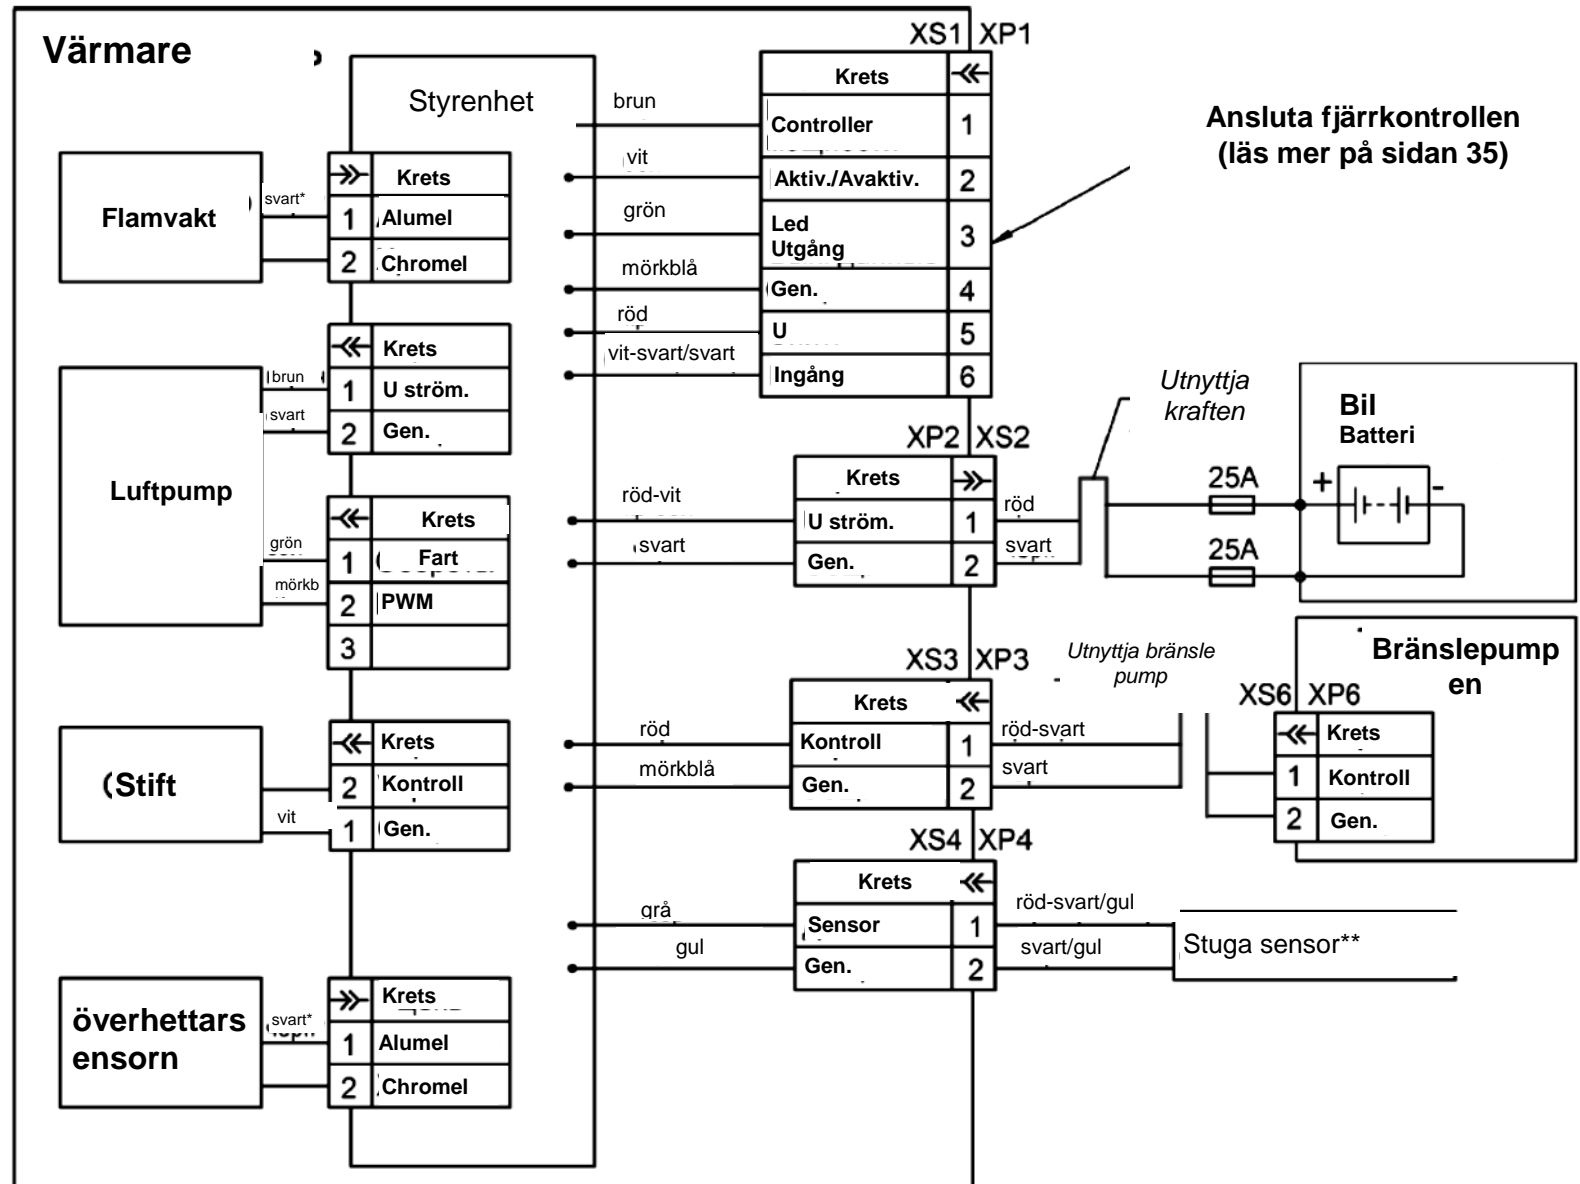 Värmare
Styrenhet
XS1 XP1
Krets
brun
Controller 1
vit
Aktiv./Avaktiv. 2
grön
Led
Utgång 3
mörkblå
Gen. 4
röd
U 5
vit-svart/svart
Ingång 6
Ansluta fjärrkontrollen
(läs mer på sidan 35)
Flamvakt
svart*
Krets
1 Alumel
2 Chromel
Luftpump
brun
svart
Krets
1 U ström.
2 Gen.
grön
mörkb
Krets
1 Fart
2 PWM
3
XP2 XS2
Krets
röd-vit
U ström. 1
röd
svart
Gen. 2
svart
Utnyttja
kraften
25A
25A
Bil
Batteri
+ -
Stift
vit
Krets
2 Kontroll
1 Gen.
XS3 XP3
Krets
röd
Kontroll 1
röd-svart
mörkblå
Gen. 2
svart
Utnyttja bränsle
pump
Bränslepump
en
XS6 XP6
Krets
1 Kontroll
2 Gen.
XS4 XP4
Krets
grå
Sensor 1
röd-svart/gul
gul
Gen. 2
svart/gul
Stuga sensor**
överhettars
ensorn
svart*
Krets
1 Alumel
2 Chromel